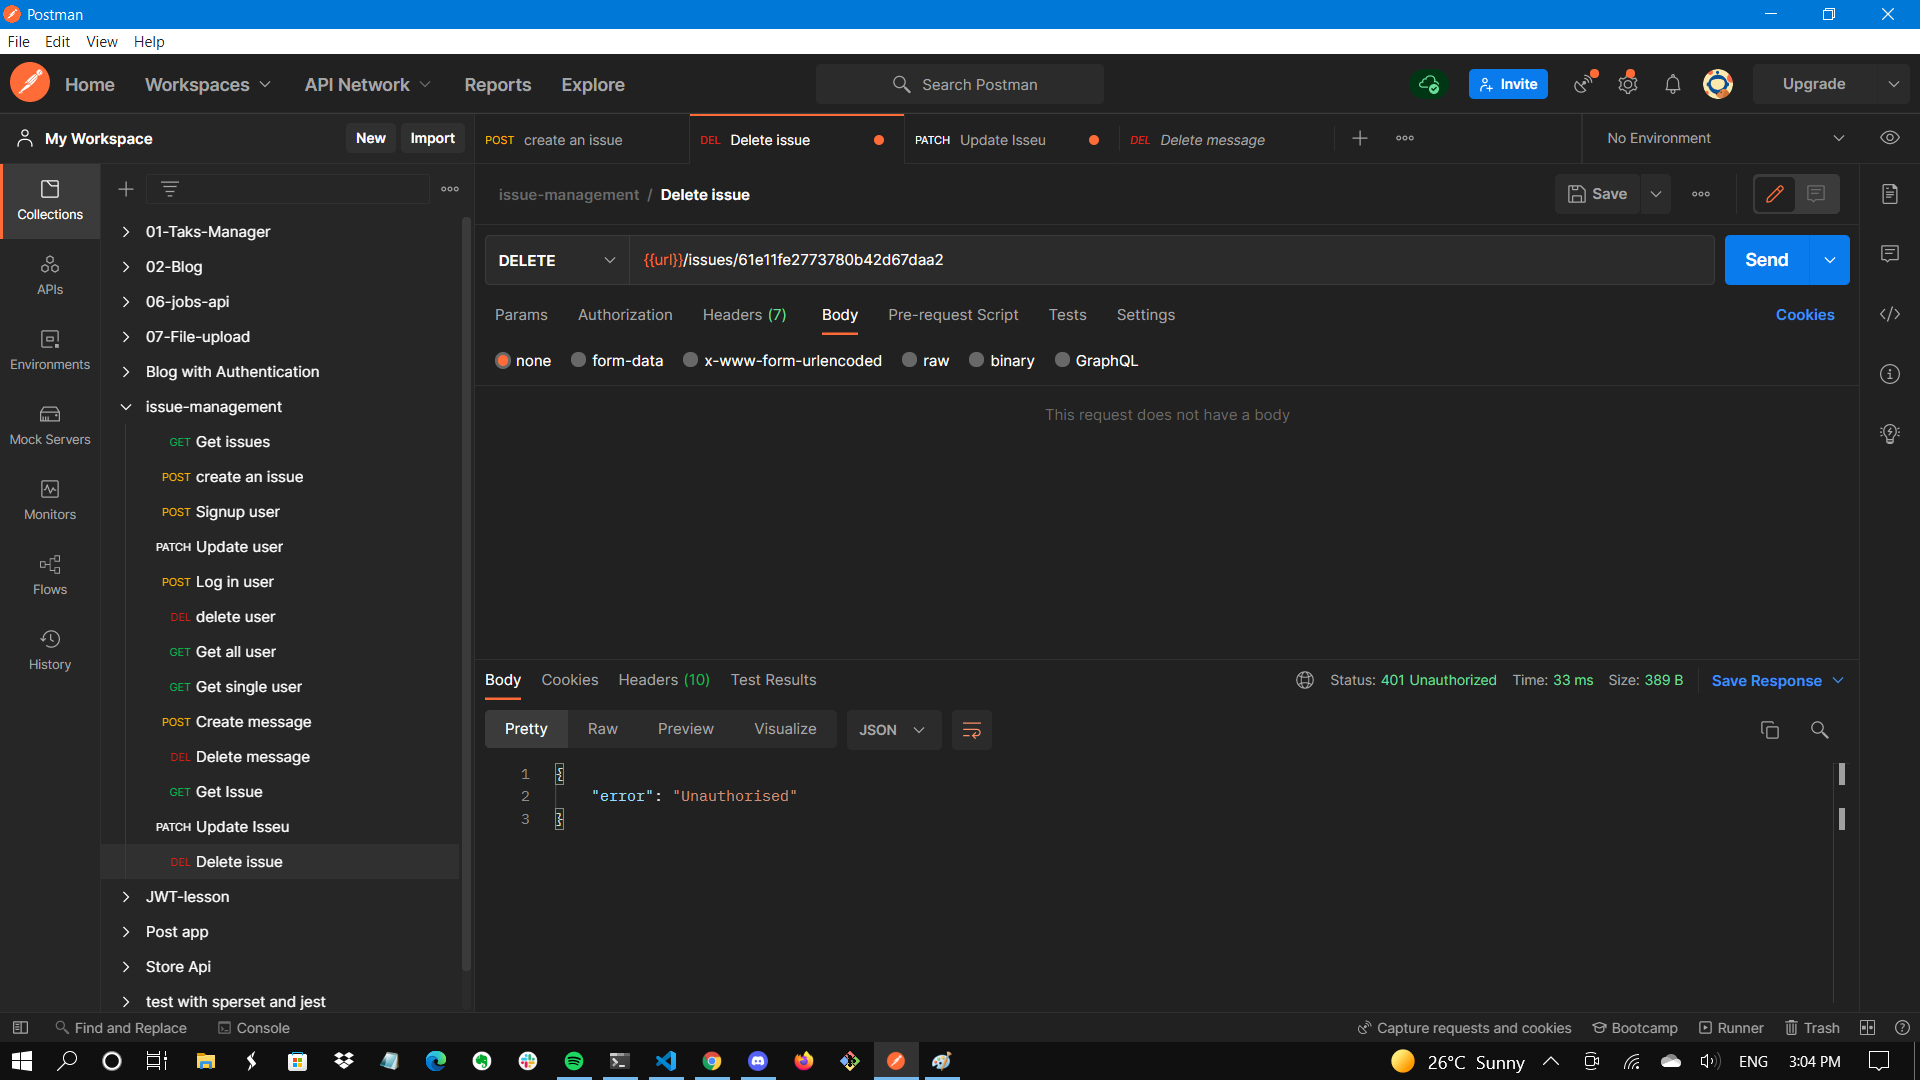 Postman
File Edit View Help
Home Workspaces API Network Reports Explore Search Postman Invite Upgrade
My Workspace New Import
POST create an issue DEL Delete issue PATCH Update Isseu DEL Delete message No Environment
issue-management / Delete issue Save
DELETE {{url}}/issues/61e11fe2773780b42d67daa2 Send
Params Authorization Headers (7) Body Pre-request Script Tests Settings Cookies
none form-data x-www-form-urlencoded raw binary GraphQL
This request does not have a body
Collections
APIs
Environments
Mock Servers
Monitors
Flows
History
01-Taks-Manager
02-Blog
06-jobs-api
07-File-upload
Blog with Authentication
issue-management
GET Get issues
POST create an issue
POST Signup user
PATCH Update user
POST Log in user
DEL delete user
GET Get all user
GET Get single user
POST Create message
DEL Delete message
GET Get Issue
PATCH Update Isseu
DEL Delete issue
JWT-lesson
Post app
Store Api
test with sperset and jest
Body Cookies Headers (10) Test Results Status: 401 Unauthorized Time: 33 ms Size: 389 B Save Response
Pretty Raw Preview Visualize JSON
1 {
2 "error": "Unauthorised"
3 }
Find and Replace Console Capture requests and cookies Bootcamp Runner Trash
26°C Sunny ENG 3:04 PM